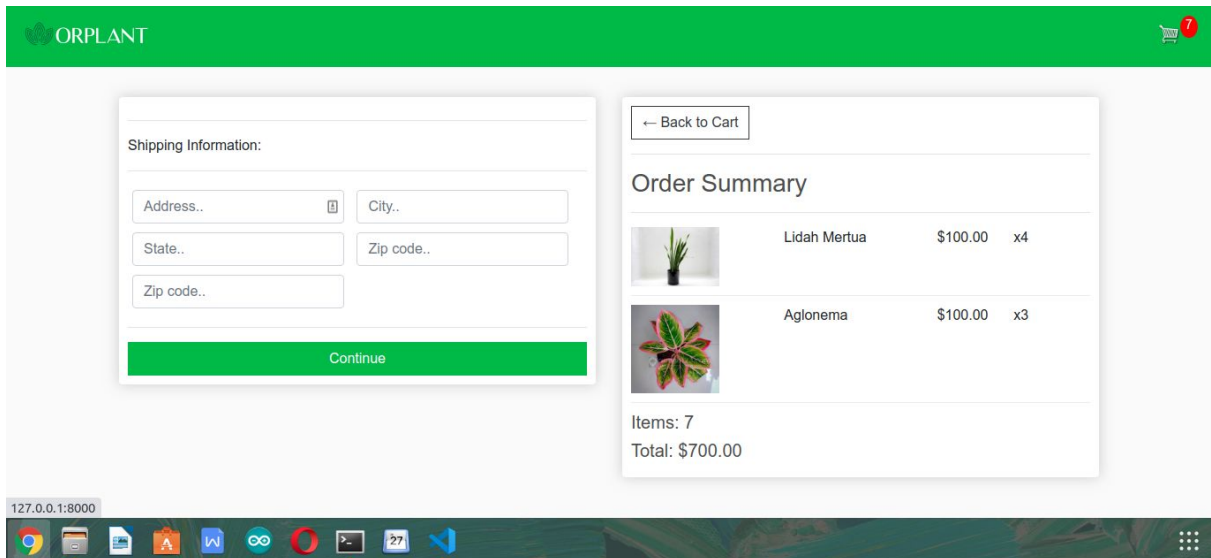 ORPLANT
7
Shipping Information:
Address..
City..
State..
Zip code..
Zip code..
Continue
← Back to Cart
Order Summary
Lidah Mertua $100.00 x4
Aglonema $100.00 x3
Items: 7
Total: $700.00
127.0.0.1:8000
27